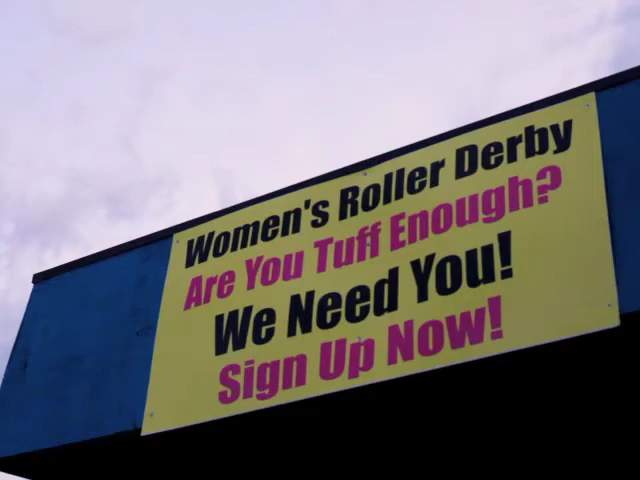 Women's Roller Derby
Are You Tuff Enough?
We Need You!
Sign Up Now!